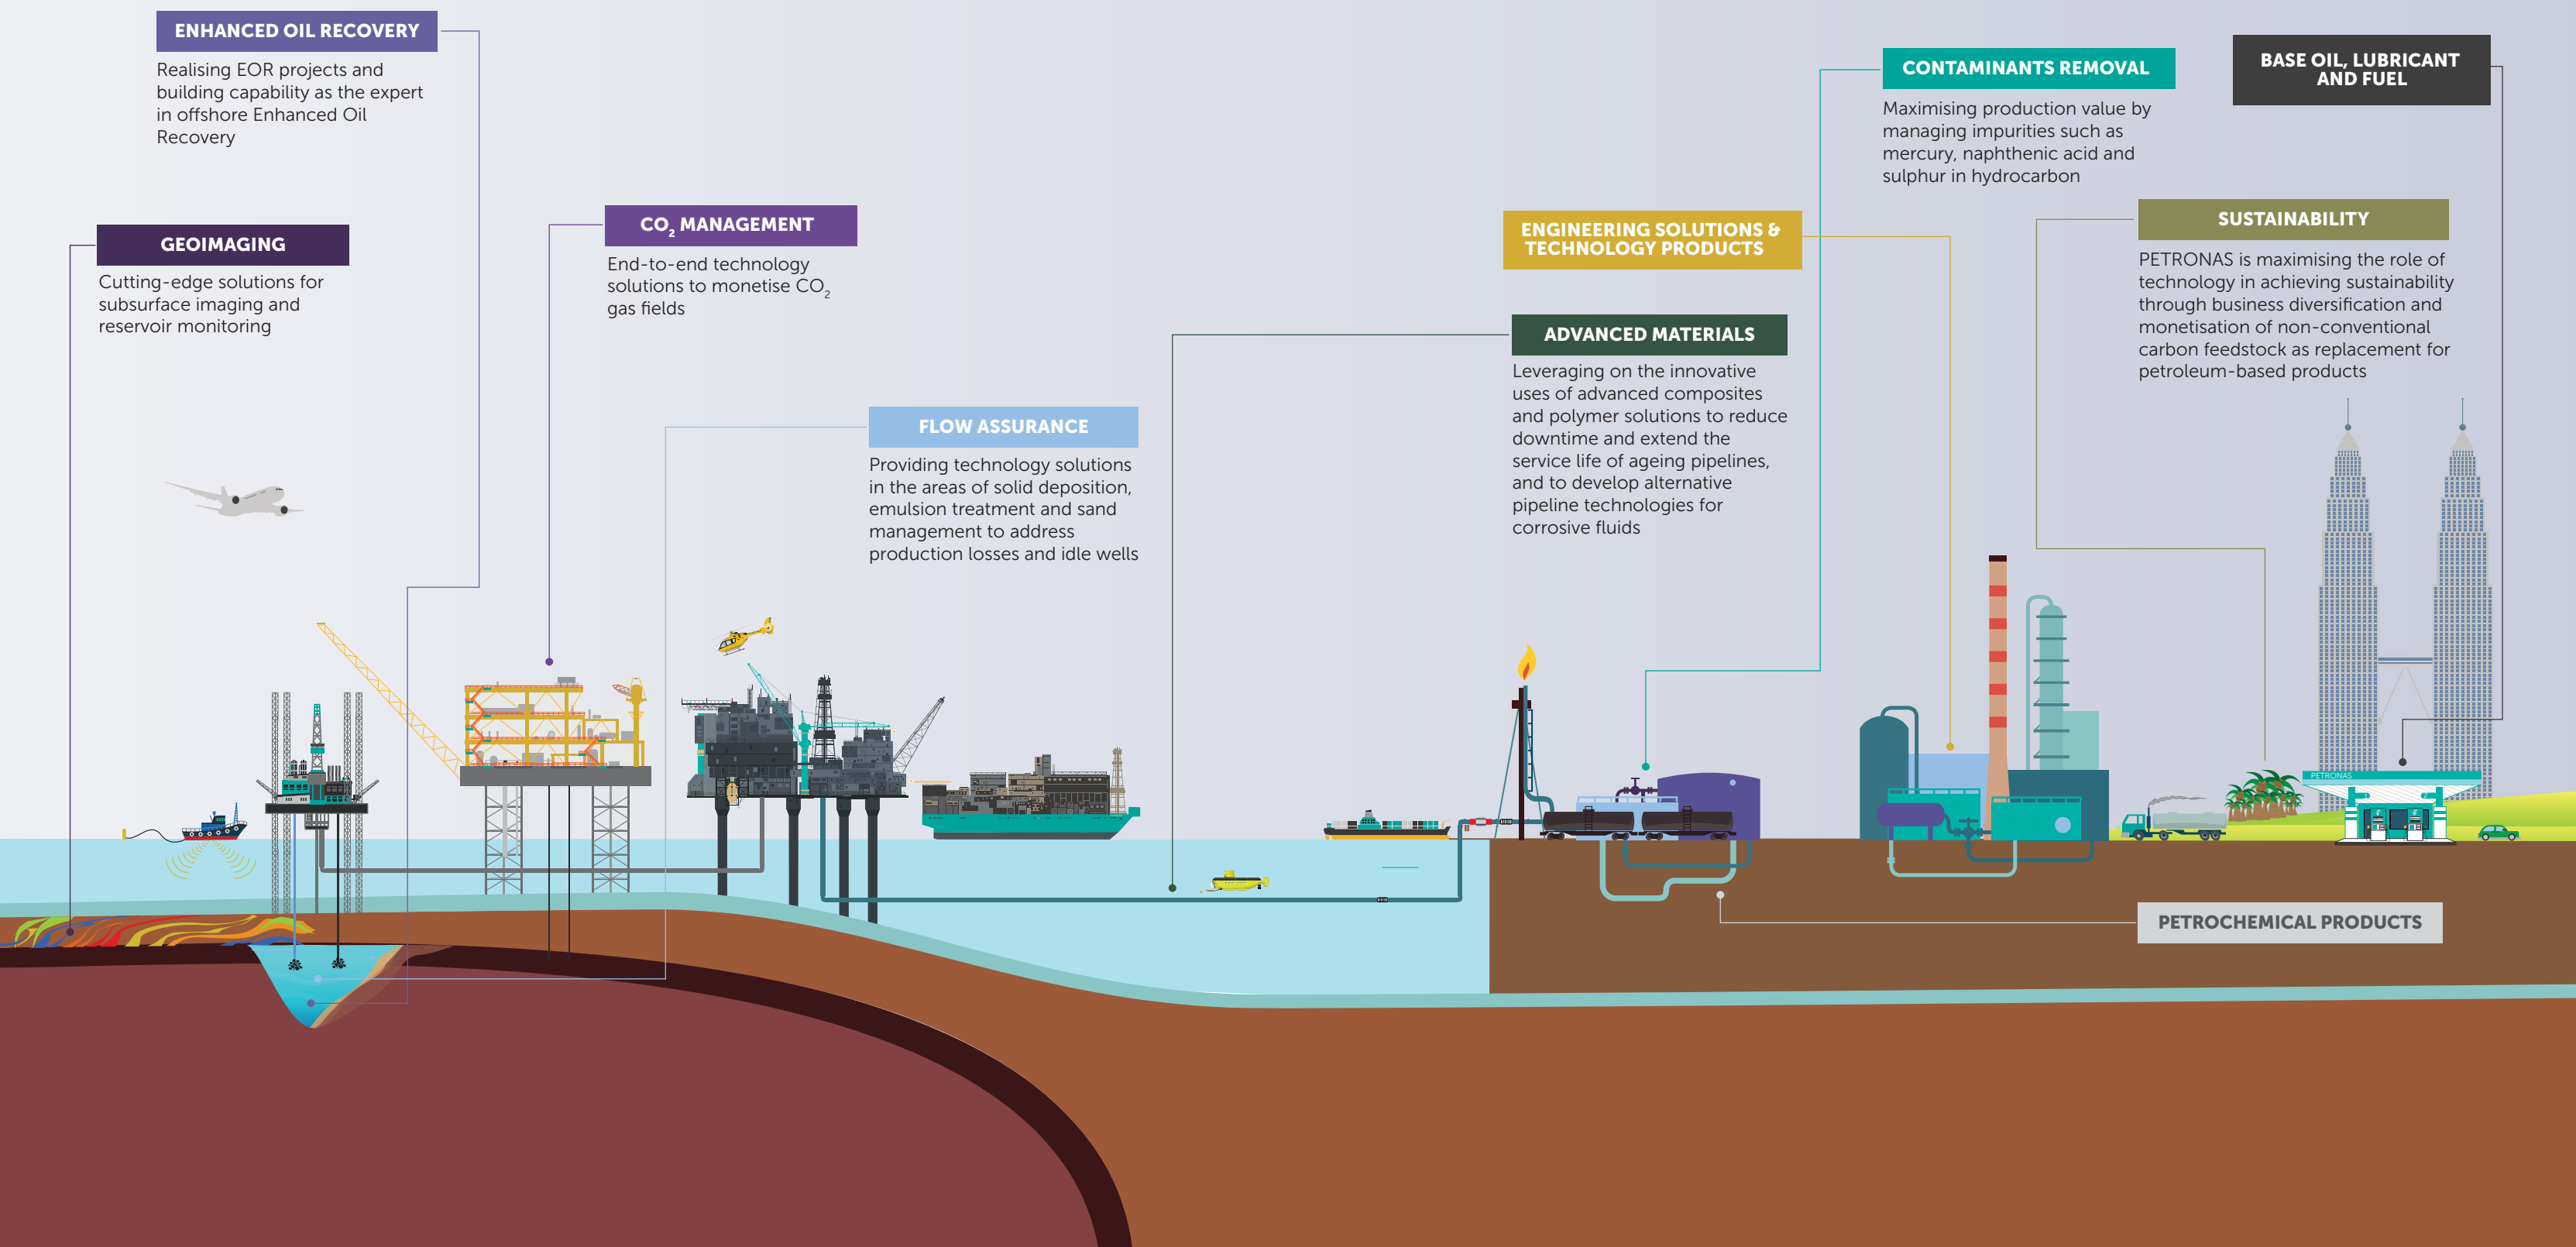 ENHANCED OIL RECOVERY
Realising EOR projects and
building capability as the expert
in offshore Enhanced Oil
Recovery
GEOIMAGING
Cutting-edge solutions for
subsurface imaging and
reservoir monitoring
CO₂ MANAGEMENT
End-to-end technology
solutions to monetise CO₂
gas fields
FLOW ASSURANCE
Providing technology solutions
in the areas of solid deposition,
emulsion treatment and sand
management to address
production losses and idle wells
ENGINEERING SOLUTIONS &
TECHNOLOGY PRODUCTS
ADVANCED MATERIALS
Leveraging on the innovative
uses of advanced composites
and polymer solutions to reduce
downtime and extend the
service life of ageing pipelines,
and to develop alternative
pipeline technologies for
corrosive fluids
CONTAMINANTS REMOVAL
Maximising production value by
managing impurities such as
mercury, naphthenic acid and
sulphur in hydrocarbon
BASE OIL, LUBRICANT
AND FUEL
SUSTAINABILITY
PETRONAS is maximising the role of
technology in achieving sustainability
through business diversification and
monetisation of non-conventional
carbon feedstock as replacement for
petroleum-based products
PETRONAS
PETROCHEMICAL PRODUCTS